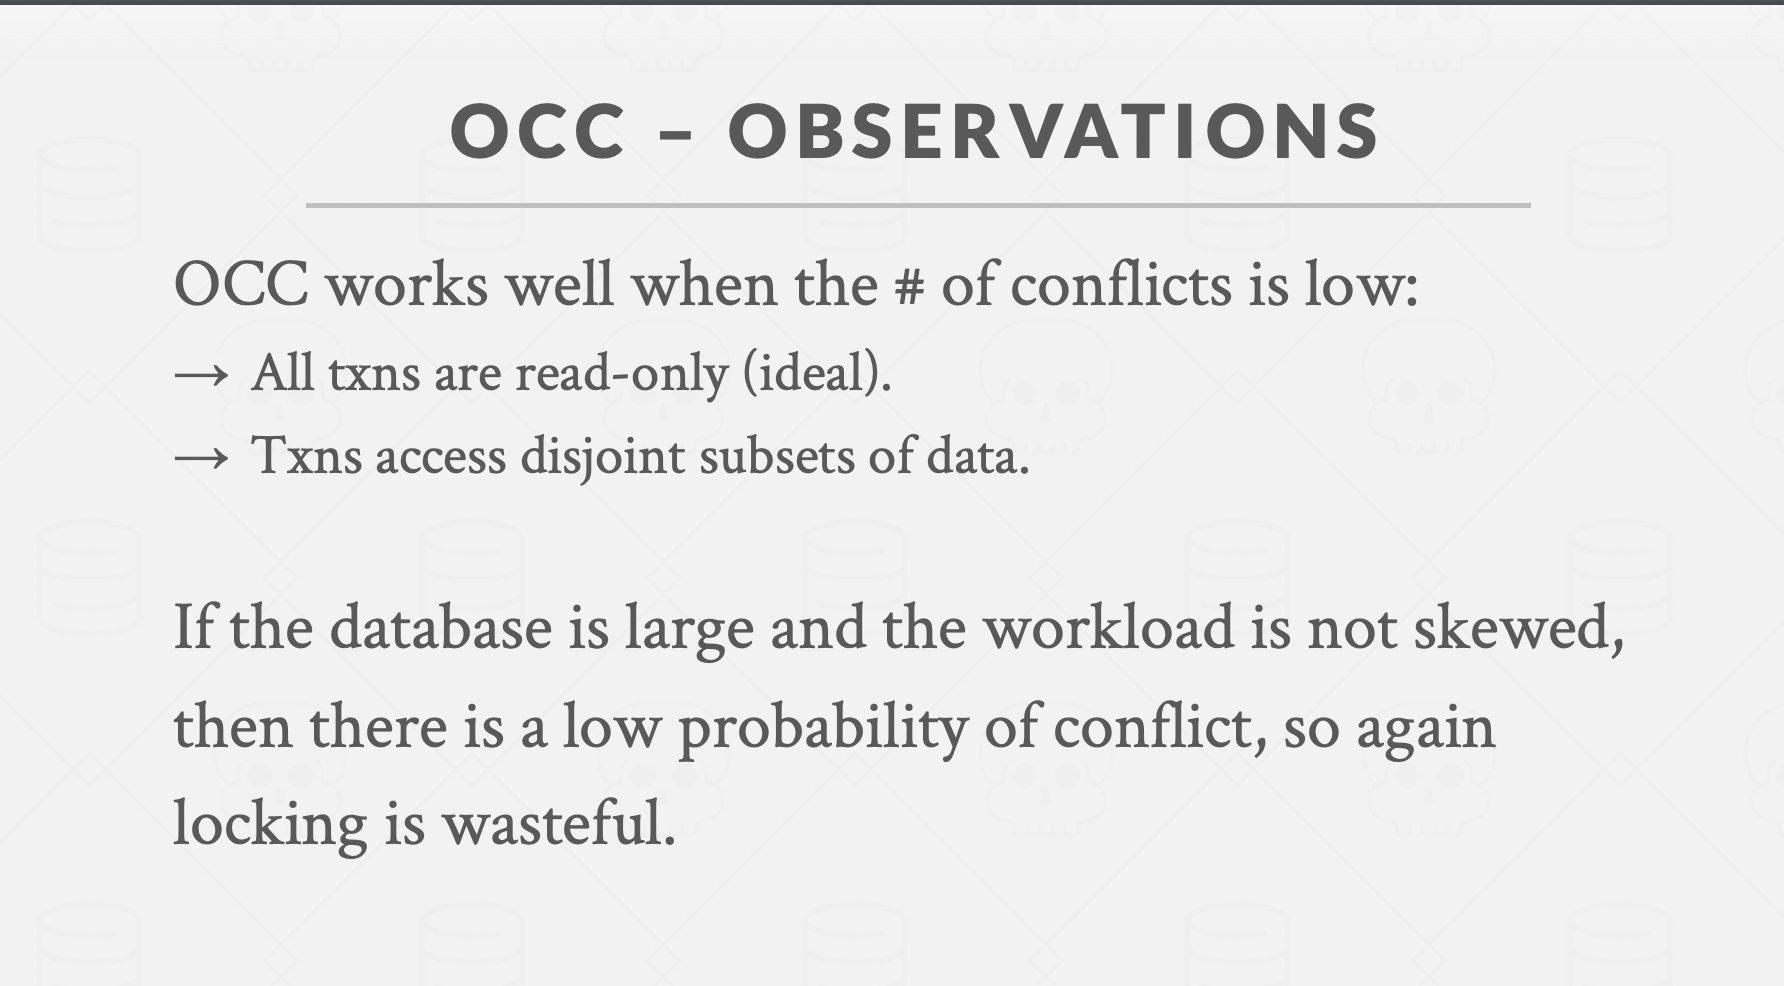 OCC – OBSERVATIONS
OCC works well when the # of conflicts is low:
→ All txns are read-only (ideal).
→ Txns access disjoint subsets of data.
If the database is large and the workload is not skewed,
then there is a low probability of conflict, so again
locking is wasteful.